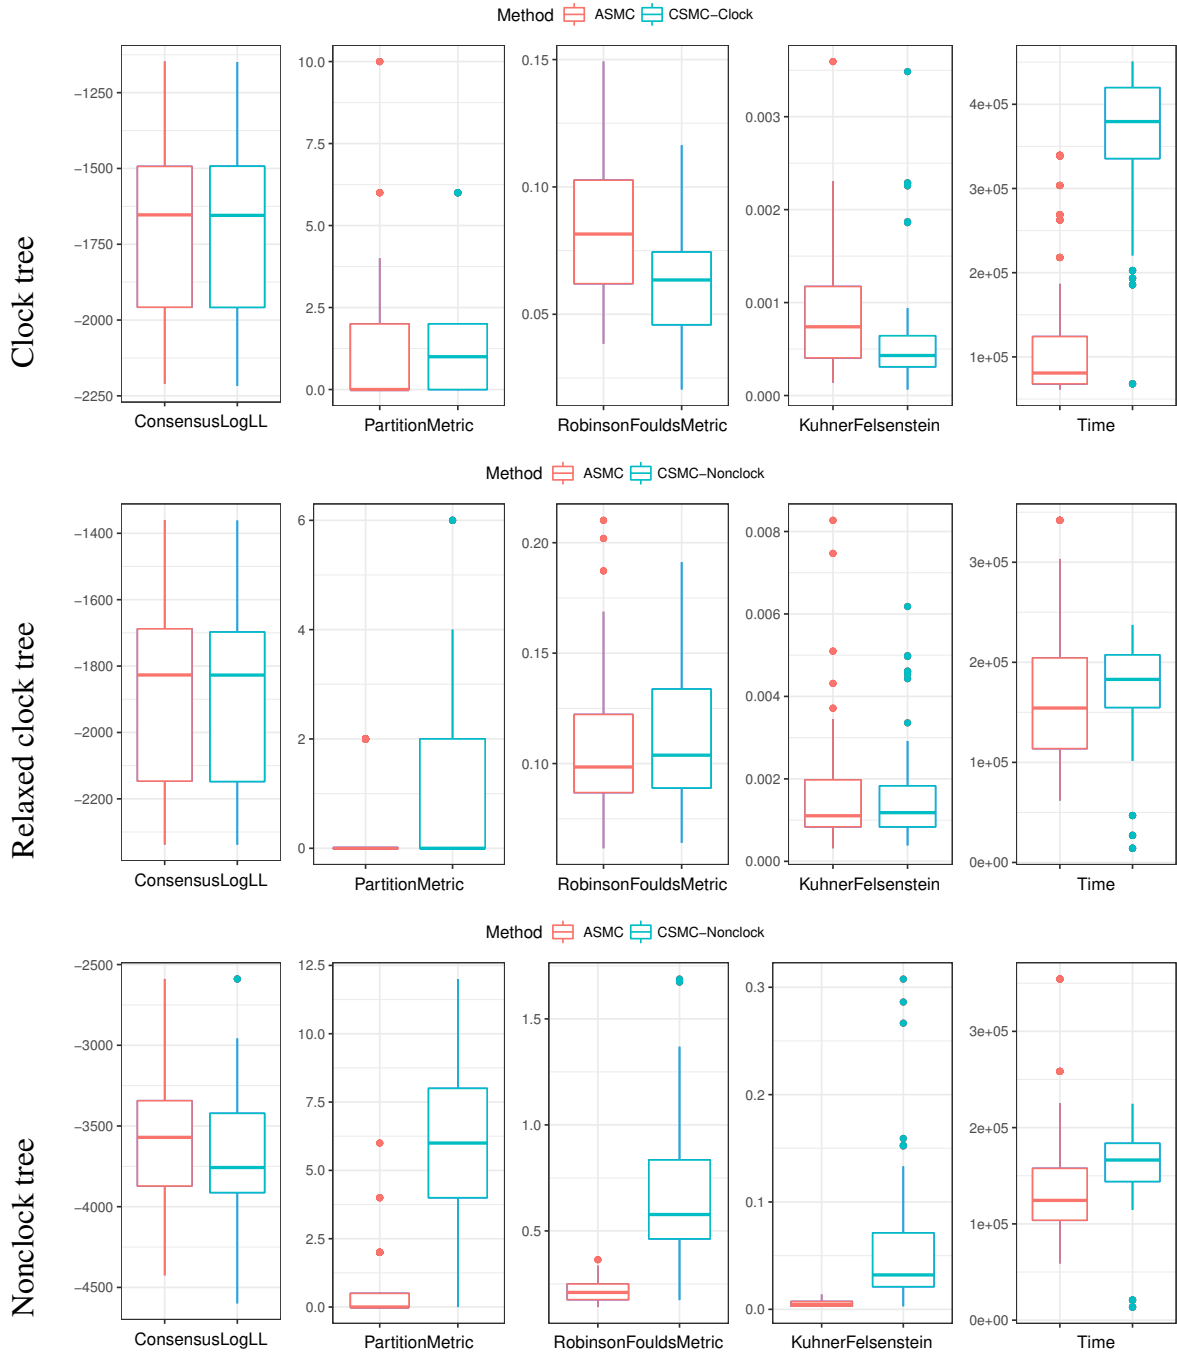 Method ASMC CSMC−Clock
Clock tree
−1250
−1500
−1750
−2000
−2250
ConsensusLogLL
10.0
7.5
5.0
2.5
0.0
PartitionMetric
0.15
0.10
0.05
RobinsonFouldsMetric
0.003
0.002
0.001
0.000
KuhnerFelsenstein
4e+05
3e+05
2e+05
1e+05
Time
Method ASMC CSMC−Nonclock
Relaxed clock tree
−1400
−1600
−1800
−2000
−2200
ConsensusLogLL
6
4
2
0
PartitionMetric
0.20
0.15
0.10
RobinsonFouldsMetric
0.008
0.006
0.004
0.002
0.000
KuhnerFelsenstein
3e+05
2e+05
1e+05
0e+00
Time
Method ASMC CSMC−Nonclock
Nonclock tree
−2500
−3000
−3500
−4000
−4500
ConsensusLogLL
12.5
10.0
7.5
5.0
2.5
0.0
PartitionMetric
1.5
1.0
0.5
RobinsonFouldsMetric
0.3
0.2
0.1
0.0
KuhnerFelsenstein
3e+05
2e+05
1e+05
0e+00
Time